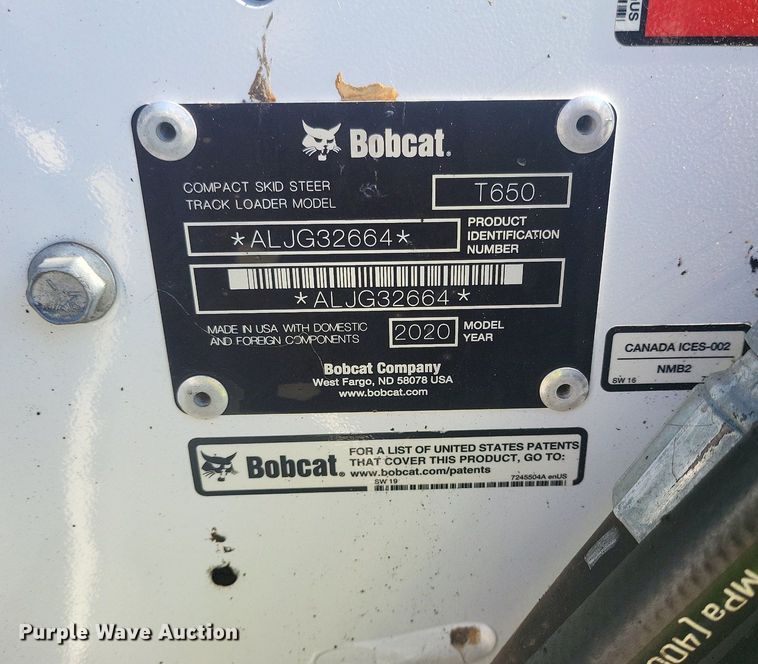 nUS
Bobcat®
COMPACT SKID STEER
TRACK LOADER MODEL
T650
*ALJG32664*
PRODUCT
IDENTIFICATION
NUMBER
*ALJG32664*
MADE IN USA WITH DOMESTIC
AND FOREIGN COMPONENTS
2020
MODEL
YEAR
Bobcat Company
West Fargo, ND 58078 USA
www.bobcat.com
CANADA ICES-002
NMB2
SW 16
7
Bobcat®
FOR A LIST OF UNITED STATES PATENTS
THAT COVER THIS PRODUCT, GO TO:
www.bobcat.com/patents
SW 19
7245504A enUS
MPa [406
Purple Wave Auction